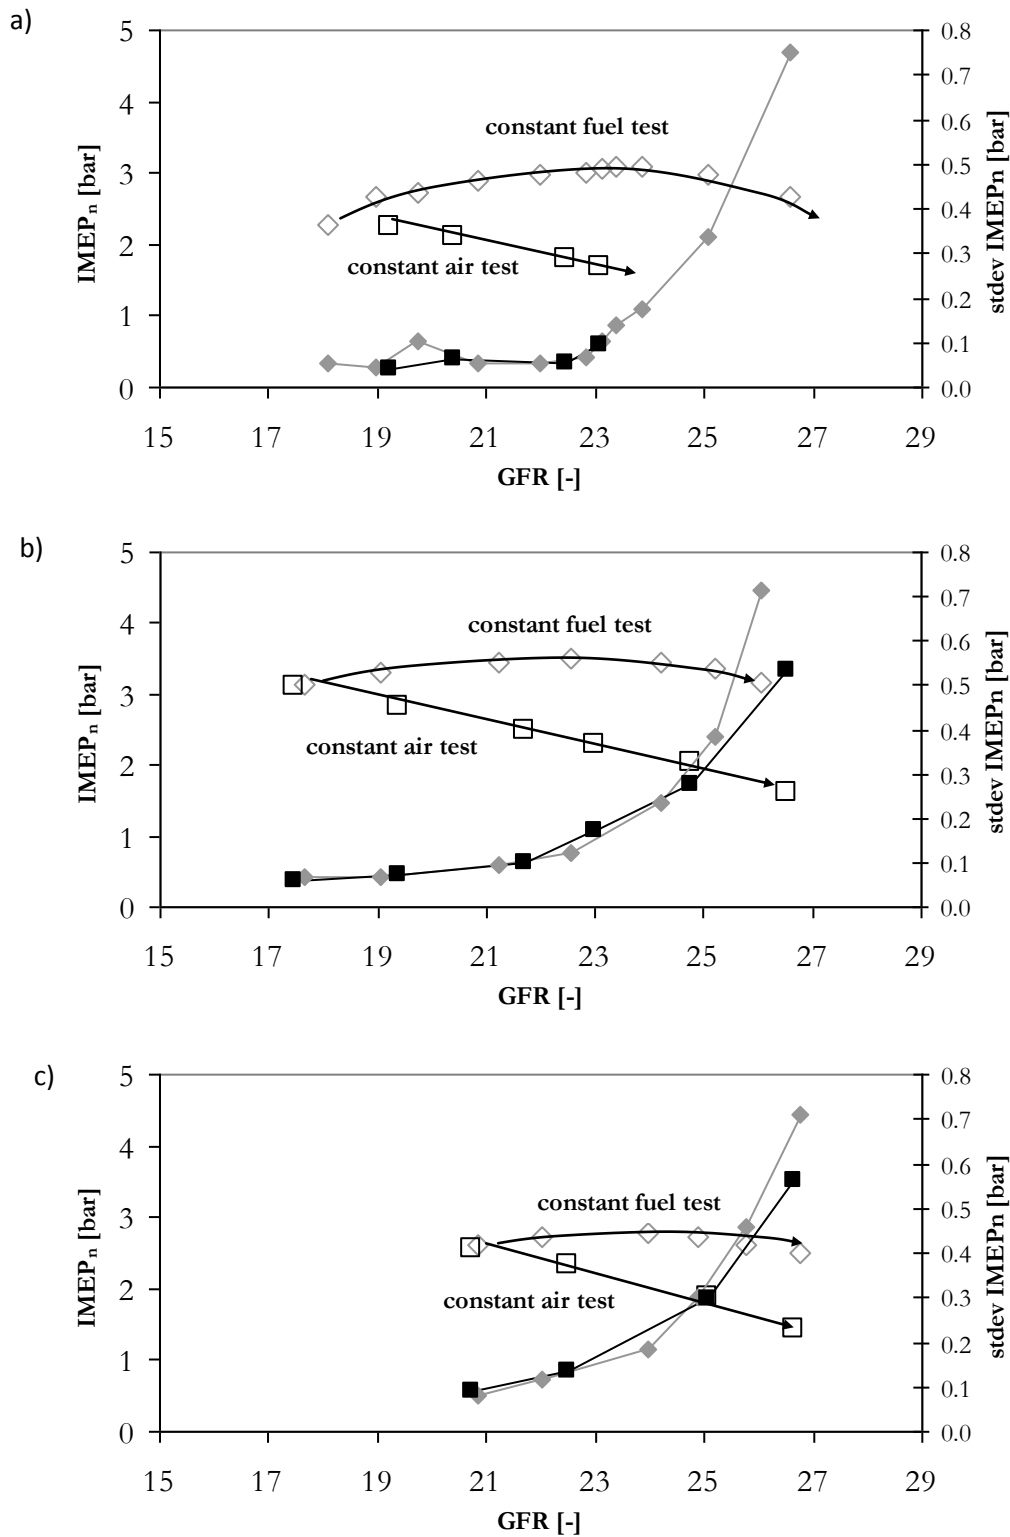 a)
5
4
3
2
1
0
IMEPn [bar]
0.8
0.7
0.6
0.5
0.4
0.3
0.2
0.1
0.0
stdev IMEPn [bar]
constant fuel test
constant air test
15 17 19 21 23 25 27 29
GFR [-]
b)
5
4
3
2
1
0
IMEPn [bar]
0.8
0.7
0.6
0.5
0.4
0.3
0.2
0.1
0.0
stdev IMEPn [bar]
constant fuel test
constant air test
15 17 19 21 23 25 27 29
GFR [-]
c)
5
4
3
2
1
0
IMEPn [bar]
0.8
0.7
0.6
0.5
0.4
0.3
0.2
0.1
0.0
stdev IMEPn [bar]
constant fuel test
constant air test
15 17 19 21 23 25 27 29
GFR [-]